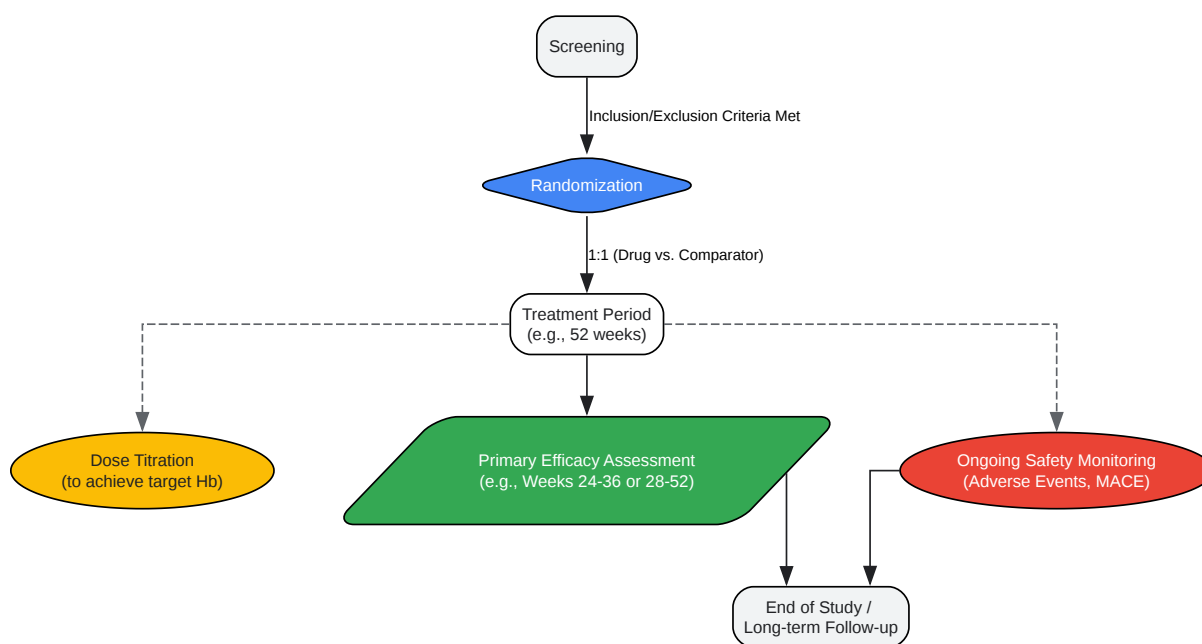 Screening
Inclusion/Exclusion Criteria Met
Randomization
1:1 (Drug vs. Comparator)
Treatment Period
(e.g., 52 weeks)
Dose Titration
(to achieve target Hb)
Primary Efficacy Assessment
(e.g., Weeks 24-36 or 28-52)
Ongoing Safety Monitoring
(Adverse Events, MACE)
End of Study /
Long-term Follow-up